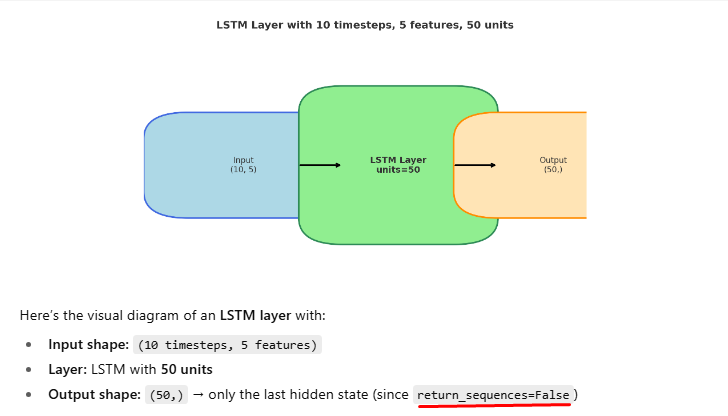 LSTM Layer with 10 timesteps, 5 features, 50 units
Input
(10, 5)
LSTM Layer
units=50
Output
(50,)
Here’s the visual diagram of an LSTM layer with:
• Input shape: (10 timesteps, 5 features)
• Layer: LSTM with 50 units
• Output shape: (50,) → only the last hidden state (since return_sequences=False)